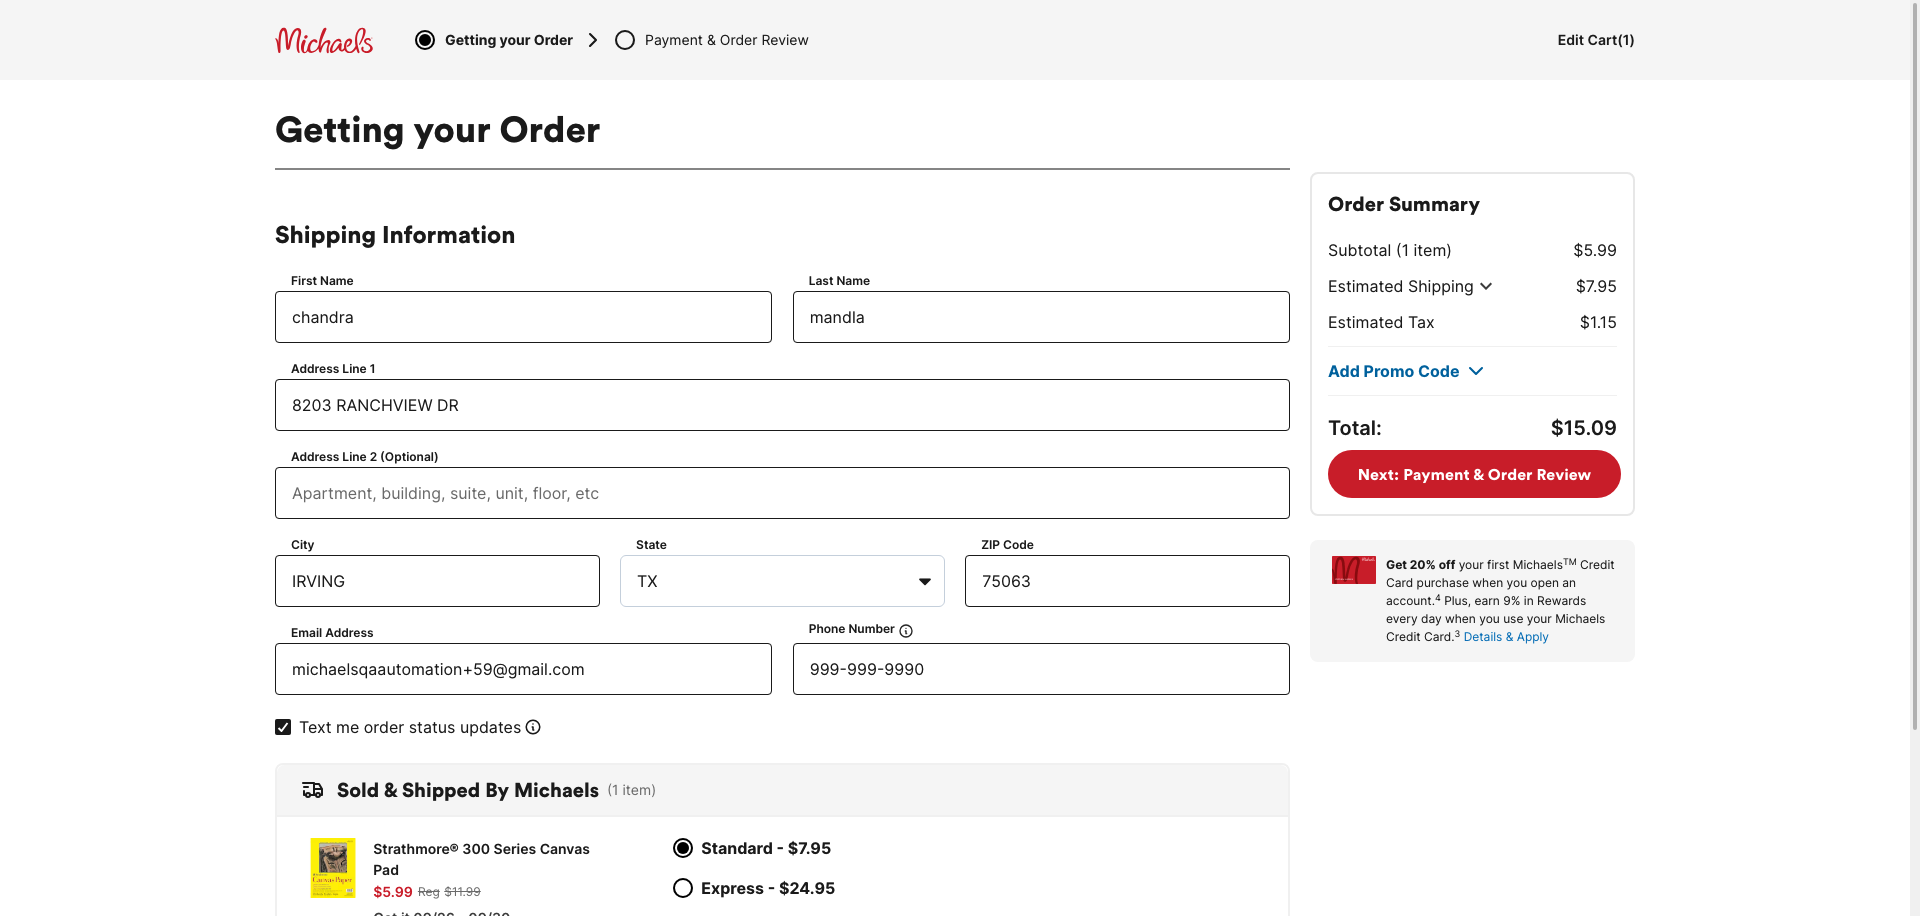 Michaels
Getting your Order
Payment & Order Review
Edit Cart(1)
Getting your Order
Shipping Information
First Name
chandra
Last Name
mandla
Address Line 1
8203 RANCHVIEW DR
Address Line 2 (Optional)
Apartment, building, suite, unit, floor, etc
City
IRVING
State
TX
ZIP Code
75063
Email Address
michaelsqaautomation+59@gmail.com
Phone Number
999-999-9990
Text me order status updates
Sold & Shipped By Michaels (1 item)
Strathmore® 300 Series Canvas
Pad
$5.99 Reg $11.99
Standard - $7.95
Express - $24.95
Order Summary
Subtotal (1 item) $5.99
Estimated Shipping $7.95
Estimated Tax $1.15
Add Promo Code
Total: $15.09
Next: Payment & Order Review
Get 20% off your first Michaels™ Credit
Card purchase when you open an
account.⁴ Plus, earn 9% in Rewards
every day when you use your Michaels
Credit Card.³ Details & Apply